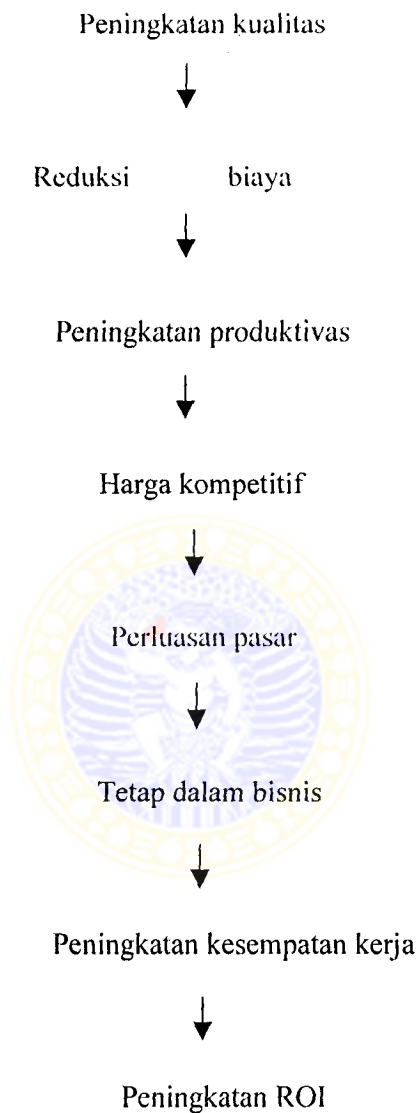 Peningkatan kualitas
Reduksi biaya
Peningkatan produktivas
Harga kompetitif
Perluasan pasar
Tetap dalam bisnis
Peningkatan kesempatan kerja
Peningkatan ROI